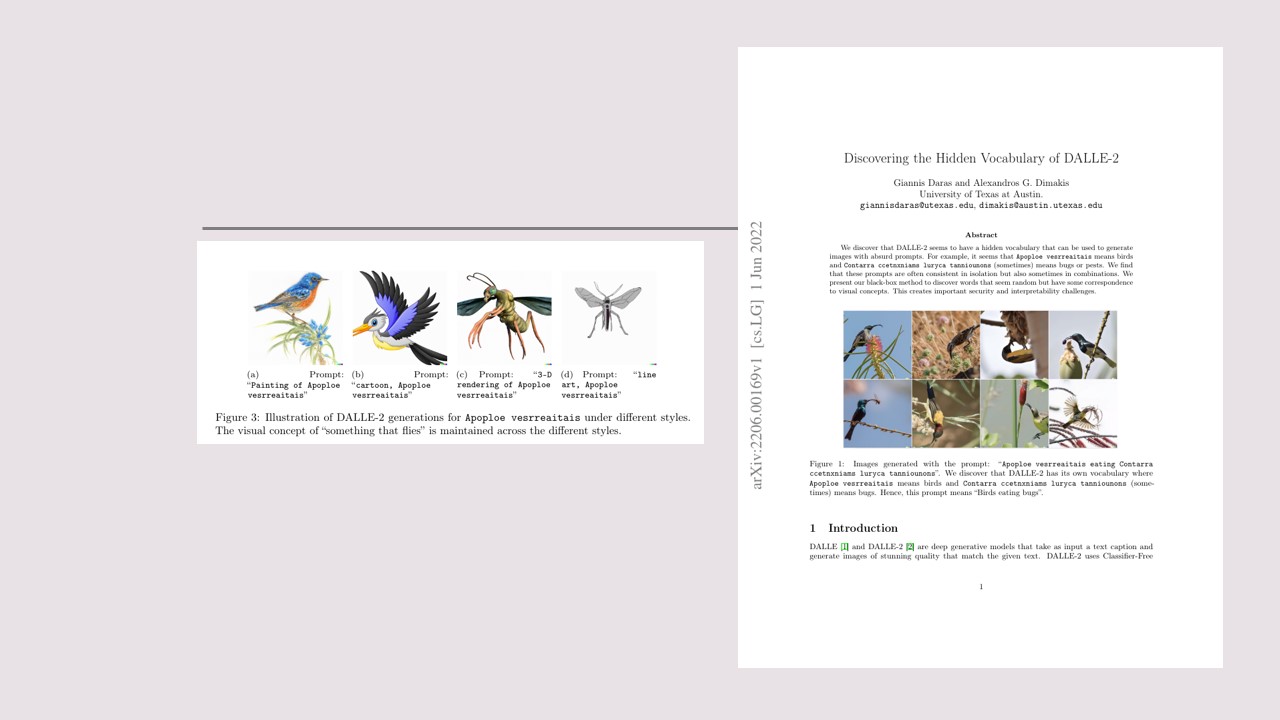 (a) Prompt:
"Painting of Apoploe
vesrreaitais"
(b) Prompt:
"cartoon, Apoploe
vesrreaitais"
(c) Prompt: "3-D
rendering of Apoploe
vesrreaitais"
(d) Prompt: "line
art, Apoploe
vesrreaitais"
Figure 3: Illustration of DALLE-2 generations for Apoploe vesrreaitais under different styles.
The visual concept of "something that flies" is maintained across the different styles.
arXiv:2206.00169v1 [cs.LG] 1 Jun 2022
Discovering the Hidden Vocabulary of DALLE-2
Giannis Daras and Alexandros G. Dimakis
University of Texas at Austin.
giannisdaras@utexas.edu, dimakis@austin.utexas.edu
Abstract
We discover that DALLE-2 seems to have a hidden vocabulary that can be used to generate
images with absurd prompts. For example, it seems that Apoploe vesrreaitais means birds
and Contarra ccetnxniams luryca tanniounons (sometimes) means bugs or pests. We find
that these prompts are often consistent in isolation but also sometimes in combinations. We
present our black-box method to discover words that seem random but have some correspondence
to visual concepts. This creates important security and interpretability challenges.
Figure 1: Images generated with the prompt: "Apoploe vesrreaitais eating Contarra
ccetnxniams luryca tanniounons". We discover that DALLE-2 has its own vocabulary where
Apoploe vesrreaitais means birds and Contarra ccetnxniams luryca tanniounons (some-
times) means bugs. Hence, this prompt means "Birds eating bugs".
1 Introduction
DALLE [1] and DALLE-2 [2] are deep generative models that take as input a text caption and
generate images of stunning quality that match the given text. DALLE-2 uses Classifier-Free
1